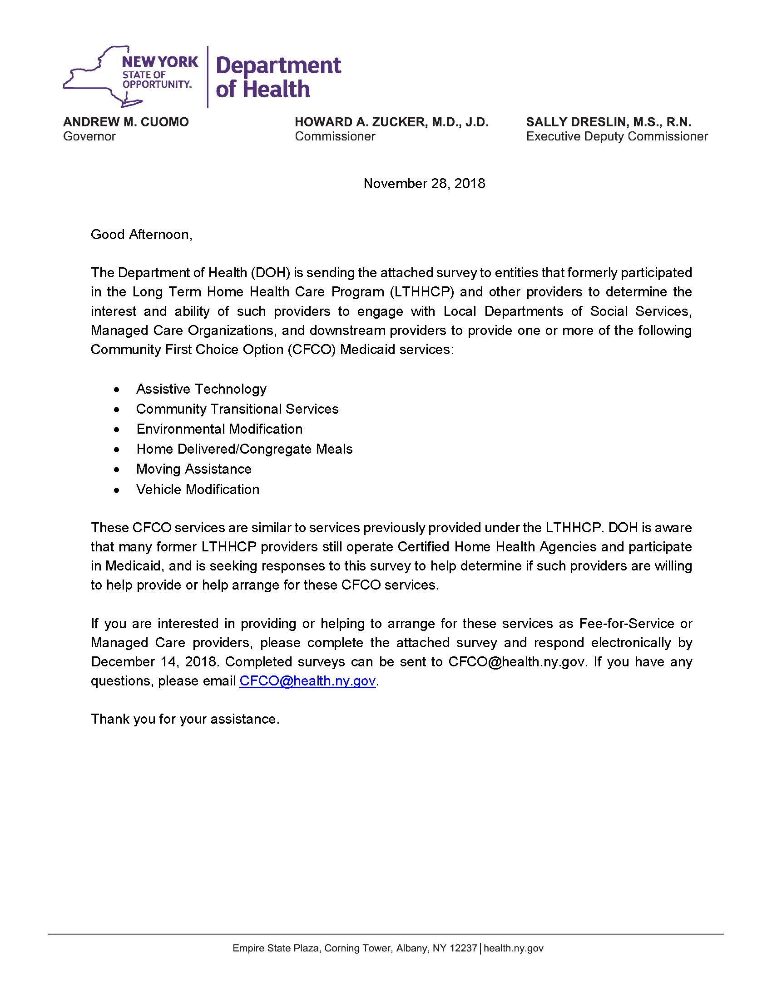 NEW YORK
STATE OF
OPPORTUNITY™
Department
of Health
ANDREW M. CUOMO
Governor
HOWARD A. ZUCKER, M.D., J.D.
Commissioner
SALLY DRESLIN, M.S., R.N.
Executive Deputy Commissioner
November 28, 2018
Good Afternoon,
The Department of Health (DOH) is sending the attached survey to entities that formerly participated
in the Long Term Home Health Care Program (LTHHCP) and other providers to determine the
interest and ability of such providers to engage with Local Departments of Social Services,
Managed Care Organizations, and downstream providers to provide one or more of the following
Community First Choice Option (CFCO) Medicaid services:
• Assistive Technology
• Community Transitional Services
• Environmental Modification
• Home Delivered/Congregate Meals
• Moving Assistance
• Vehicle Modification
These CFCO services are similar to services previously provided under the LTHHCP. DOH is aware
that many former LTHHCP providers still operate Certified Home Health Agencies and participate
in Medicaid, and is seeking responses to this survey to help determine if such providers are willing
to help provide or help arrange for these CFCO services.
If you are interested in providing or helping to arrange for these services as Fee-for-Service or
Managed Care providers, please complete the attached survey and respond electronically by
December 14, 2018. Completed surveys can be sent to CFCO@health.ny.gov. If you have any
questions, please email CFCO@health.ny.gov.
Thank you for your assistance.
Empire State Plaza, Corning Tower, Albany, NY 12237│health.ny.gov